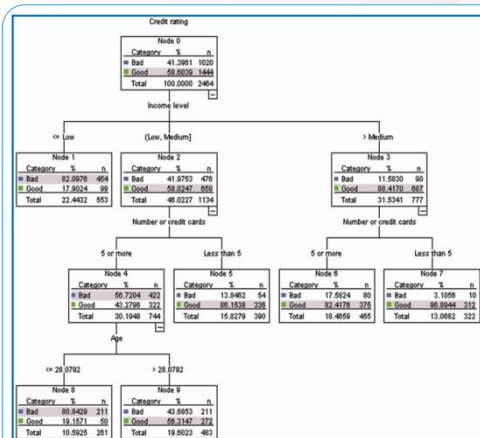 Credit rating
Node 0
Category % n
Bad 41.3961 1020
Good 58.6039 1444
Total 100.0000 2464
Income level
<= Low
(Low, Medium]
> Medium
Node 1
Category % n
Bad 82.0976 454
Good 17.9024 99
Total 22.4432 553
Node 2
Category % n
Bad 41.9753 476
Good 58.0247 658
Total 46.0227 1134
Node 3
Category % n
Bad 11.5830 90
Good 88.4170 687
Total 31.5341 777
Number or credit cards
Number or credit cards
5 or more
Less than 5
5 or more
Less than 5
Node 4
Category % n
Bad 56.7204 422
Good 43.2796 322
Total 30.1948 744
Node 5
Category % n
Bad 13.8462 54
Good 86.1538 336
Total 15.8279 390
Node 6
Category % n
Bad 17.5824 80
Good 82.4176 375
Total 18.4659 455
Node 7
Category % n
Bad 3.1056 10
Good 96.8944 312
Total 13.0682 322
Age
<= 28.0792
> 28.0792
Node 8
Category % n
Bad 80.8429 211
Good 19.1571 50
Total 10.5925 261
Node 9
Category % n
Bad 43.6853 211
Good 56.3147 272
Total 19.6023 483